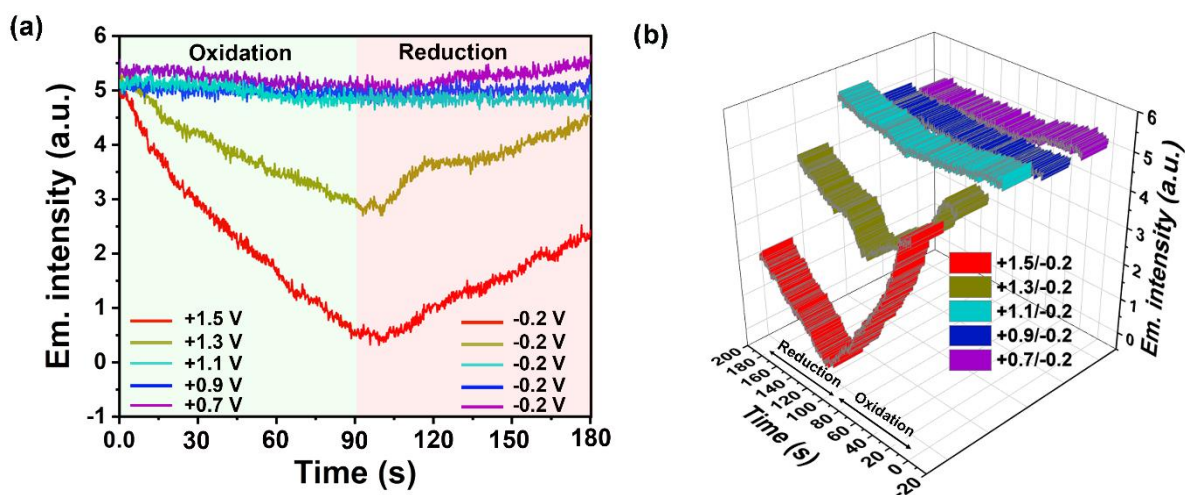 (a)
Oxidation Reduction
Em. intensity (a.u.)
6
5
4
3
2
1
0
-1
+1.5 V -0.2 V
+1.3 V -0.2 V
+1.1 V -0.2 V
+0.9 V -0.2 V
+0.7 V -0.2 V
0.0 30 60 90 120 150 180
Time (s)
(b)
6
5
4
3
2
1
0
Em. intensity (a.u.)
+1.5/-0.2
+1.3/-0.2
+1.1/-0.2
+0.9/-0.2
+0.7/-0.2
Reduction
Oxidation
200 180 160 140 120 100 80 60 40 20 0 -20
Time (s)